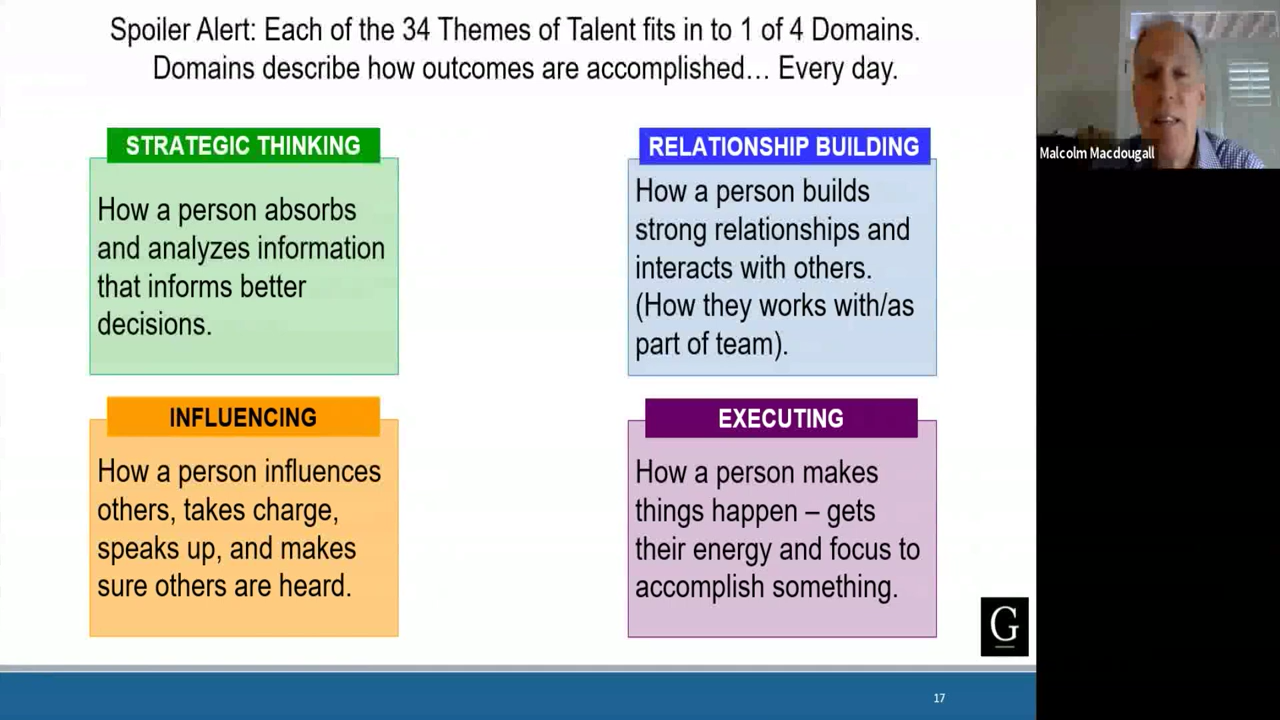 Spoiler Alert: Each of the 34 Themes of Talent fits in to 1 of 4 Domains.
Domains describe how outcomes are accomplished… Every day.
STRATEGIC THINKING
How a person absorbs
and analyzes information
that informs better
decisions.
RELATIONSHIP BUILDING
How a person builds
strong relationships and
interacts with others.
(How they works with/as
part of team).
INFLUENCING
How a person influences
others, takes charge,
speaks up, and makes
sure others are heard.
EXECUTING
How a person makes
things happen – gets
their energy and focus to
accomplish something.
G
17
Malcolm Macdougall